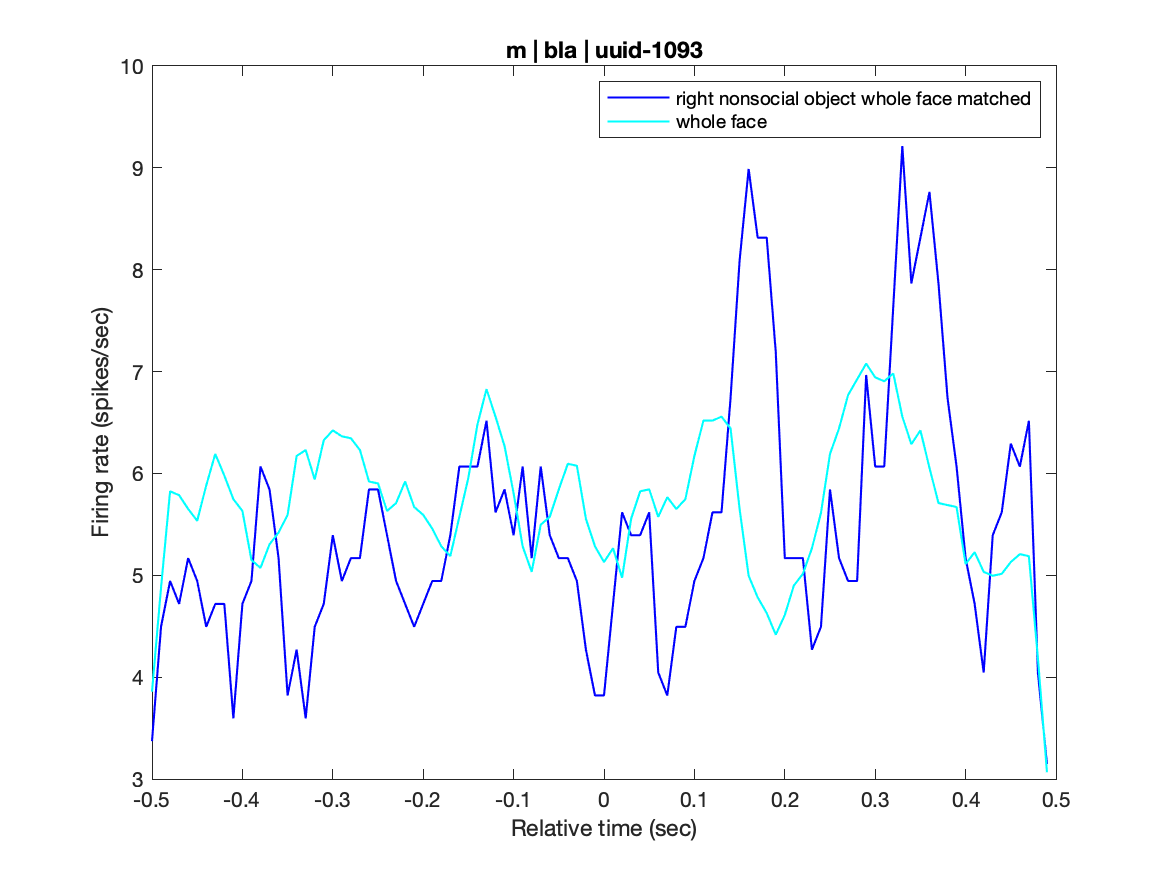 m | bla | uuid-1093
right nonsocial object whole face matched
whole face
10
9
8
7
6
5
4
3
Firing rate (spikes/sec)
-0.5 -0.4 -0.3 -0.2 -0.1 0 0.1 0.2 0.3 0.4 0.5
Relative time (sec)